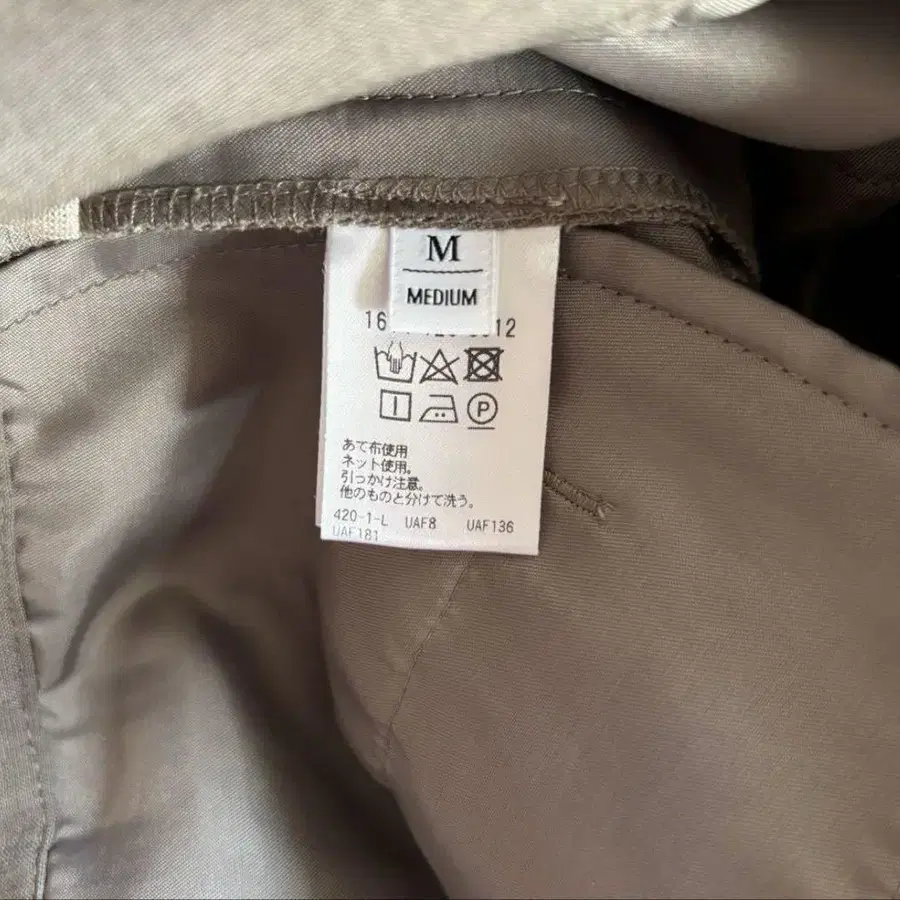 M
MEDIUM
あて布使用
ネット使用。
引っかけ注意。
他のものと分けて洗う。
420-1-L UAF8 UAF136
UAF181